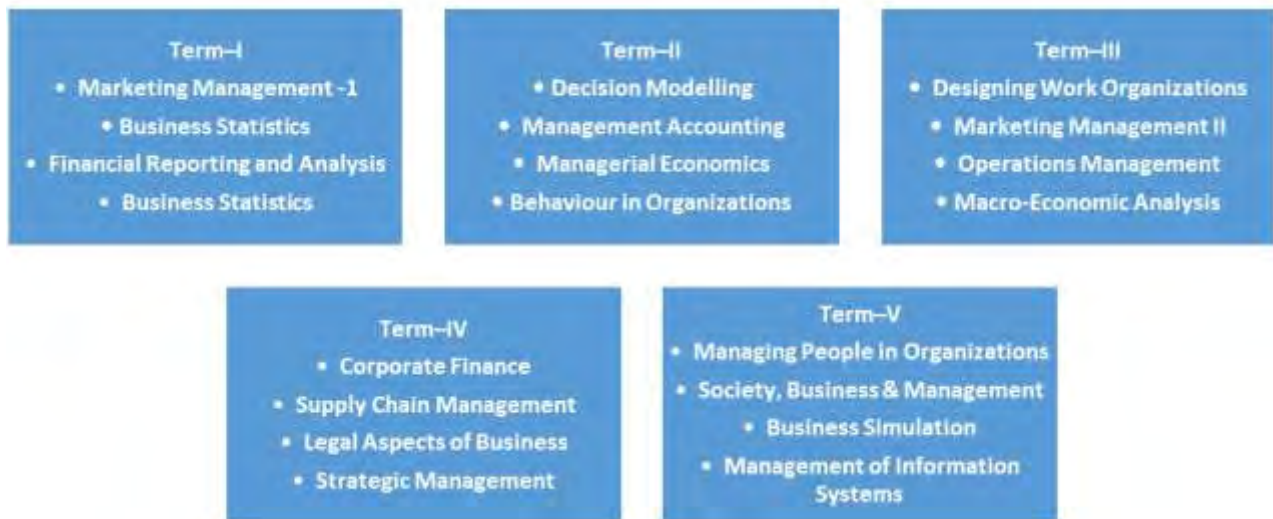 Term–I
• Marketing Management -1
• Business Statistics
• Financial Reporting and Analysis
• Business Statistics
Term–II
• Decision Modelling
• Management Accounting
• Managerial Economics
• Behaviour in Organizations
Term–III
• Designing Work Organizations
• Marketing Management II
• Operations Management
• Macro-Economic Analysis
Term–IV
• Corporate Finance
• Supply Chain Management
• Legal Aspects of Business
• Strategic Management
Term–V
• Managing People in Organizations
• Society, Business & Management
• Business Simulation
• Management of Information
Systems